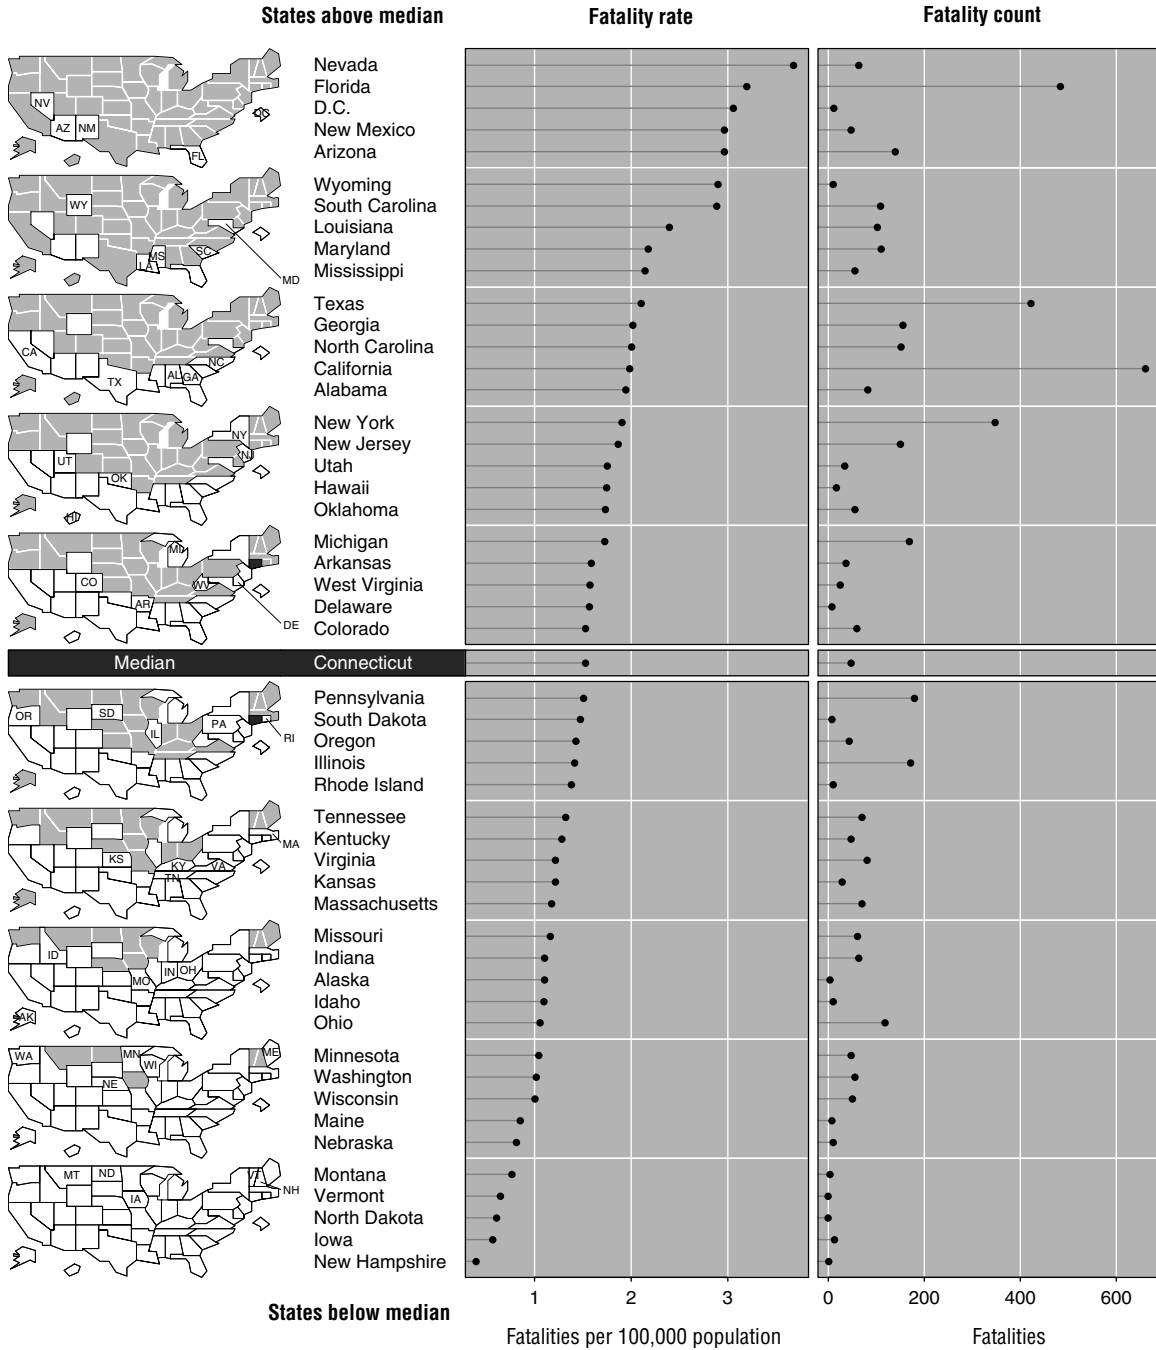 States above median
Fatality rate
Fatality count
NV
AZ
NM
FL
DC
Nevada
Florida
D.C.
New Mexico
Arizona
WY
MS
LA
SC
MD
Wyoming
South Carolina
Louisiana
Maryland
Mississippi
CA
TX
AL
GA
NC
Texas
Georgia
North Carolina
California
Alabama
NY
NJ
UT
OK
HI
New York
New Jersey
Utah
Hawaii
Oklahoma
MI
CO
WV
AR
DE
Michigan
Arkansas
West Virginia
Delaware
Colorado
Median
Connecticut
OR
SD
IL
PA
RI
Pennsylvania
South Dakota
Oregon
Illinois
Rhode Island
KS
KY
VA
TN
MA
Tennessee
Kentucky
Virginia
Kansas
Massachusetts
ID
IN
OH
MO
AK
Missouri
Indiana
Alaska
Idaho
Ohio
WA
MN
WI
ME
NE
Minnesota
Washington
Wisconsin
Maine
Nebraska
MT
ND
VT
IA
NH
Montana
Vermont
North Dakota
Iowa
New Hampshire
States below median
1 2 3
0 200 400 600
Fatalities per 100,000 population
Fatalities